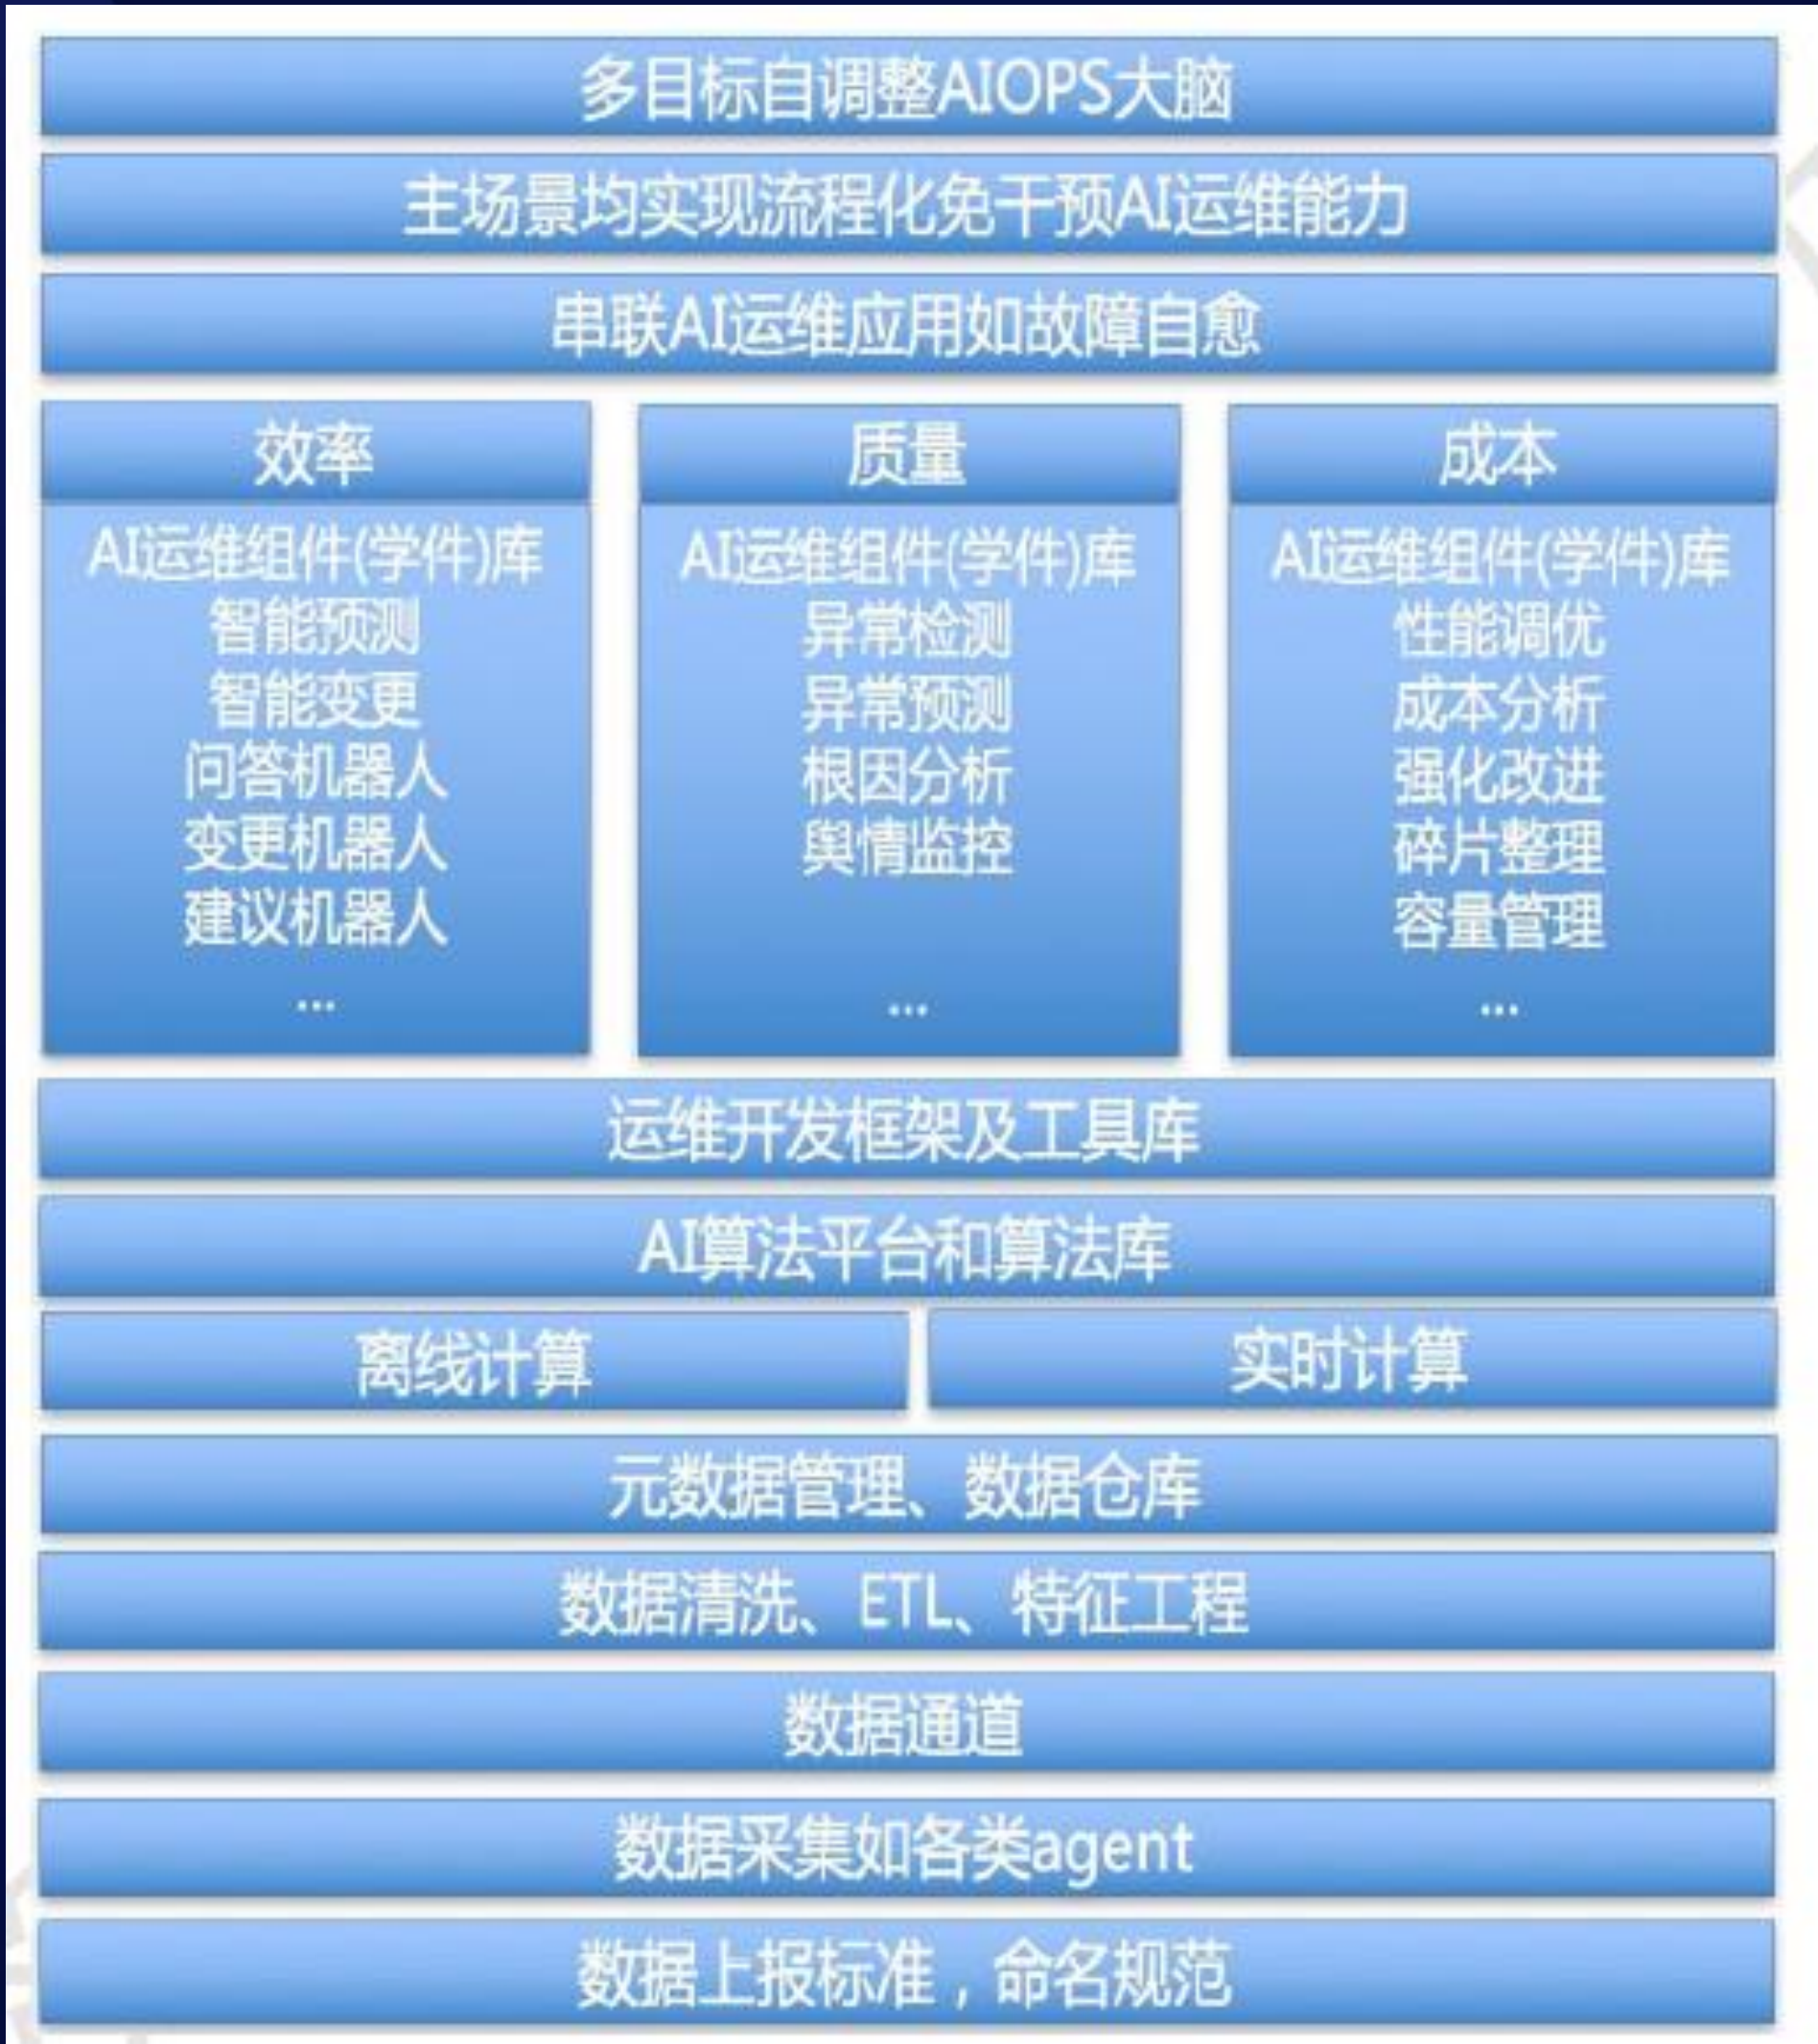 多目标自调整AIOPS大脑
主场景均实现流程化免干预AI运维能力
串联AI运维应用如故障自愈
效率
AI运维组件(学件)库
智能预测
智能变更
问答机器人
变更机器人
建议机器人
...
质量
AI运维组件(学件)库
异常检测
异常预测
根因分析
舆情监控
...
成本
AI运维组件(学件)库
性能调优
成本分析
强化改进
碎片整理
容量管理
...
运维开发框架及工具库
AI算法平台和算法库
离线计算
实时计算
元数据管理、数据仓库
数据清洗、ETL、特征工程
数据通道
数据采集如各类agent
数据上报标准，命名规范